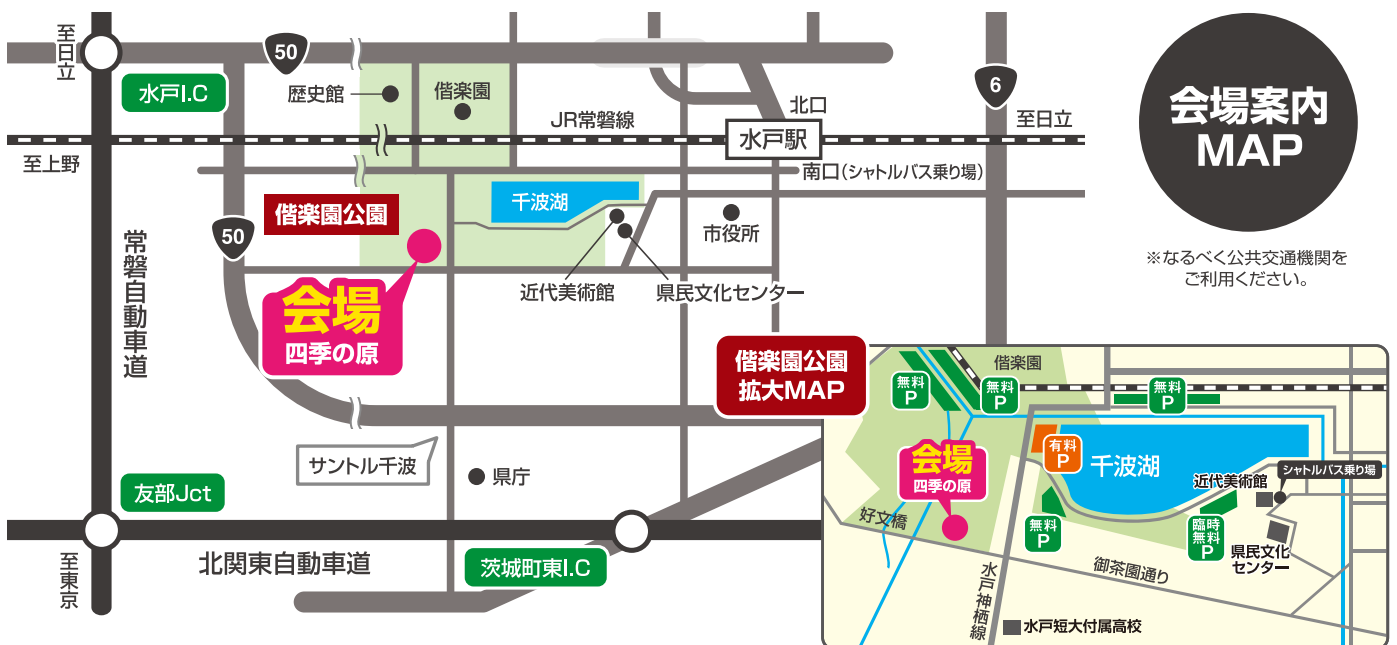 至日立
50
水戸I.C
歴史館
偕楽園
JR常磐線
北口
水戸駅
6
至日立
至上野
南口(シャトルバス乗り場)
偕楽園公園
千波湖
50
市役所
常磐自動車道
近代美術館
県民文化センター
会場
四季の原
サントル千波
県庁
友部Jct
至東京
北関東自動車道
茨城町東I.C
会場案内
MAP
※なるべく公共交通機関を
ご利用ください。
偕楽園公園
拡大MAP
偕楽園
無料
P
無料
P
無料
P
有料
P
千波湖
会場
四季の原
シャトルバス乗り場
近代美術館
好文橋
無料
P
臨時
無料
P
県民文化
センター
御茶園通り
水戸神栖線
水戸短大付属高校